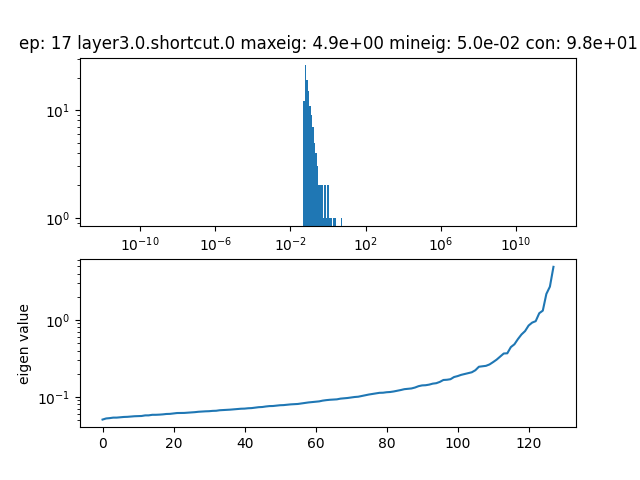 ep: 17 layer3.0.shortcut.0 maxeig: 4.9e+00 mineig: 5.0e-02 con: 9.8e+01
10¹
10⁰
10⁻¹⁰ 10⁻⁶ 10⁻² 10² 10⁶ 10¹⁰
eigen value
10⁰
10⁻¹
0 20 40 60 80 100 120